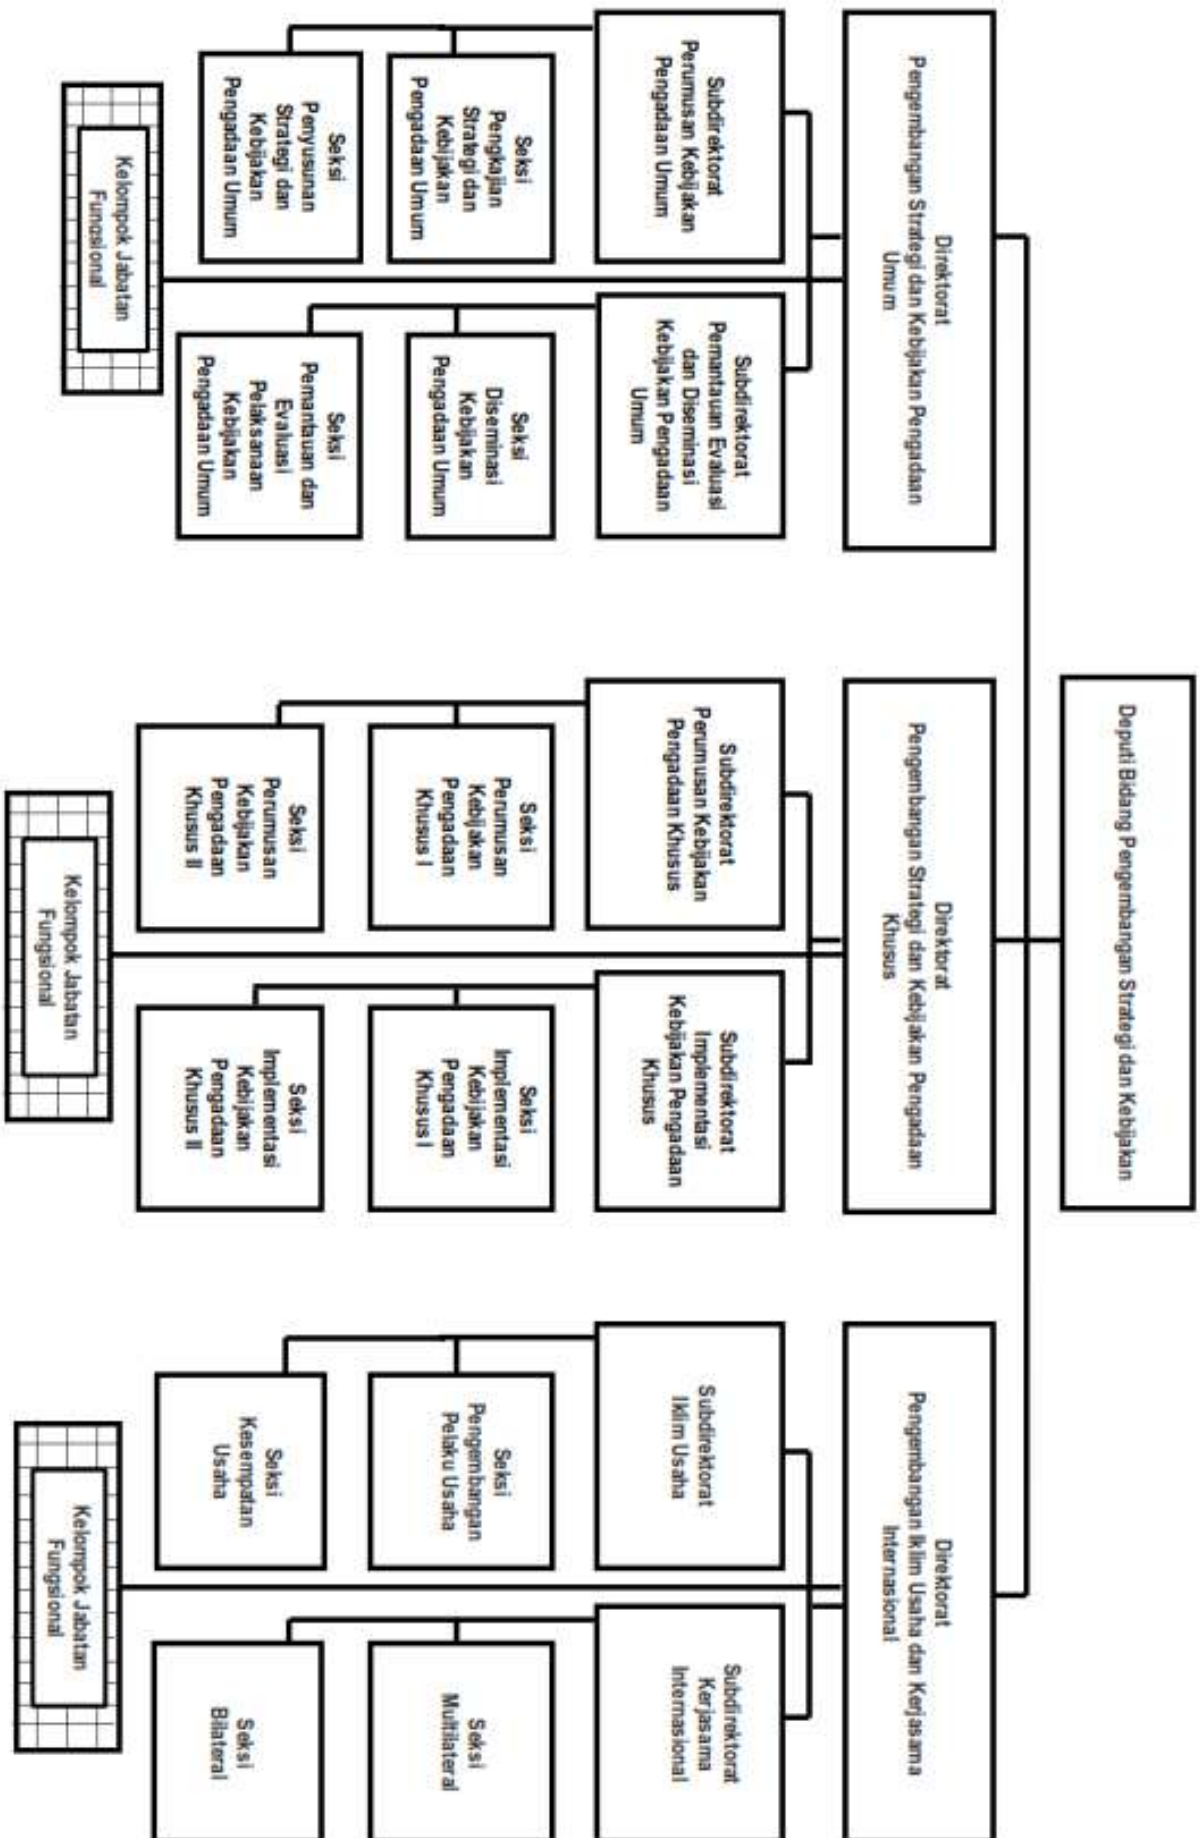 Deputi Bidang Pengembangan Strategi dan Kebijakan
Direktorat
Pengembangan Strategi dan Kebijakan Pengadaan
Umum
Direktorat
Pengembangan Strategi dan Kebijakan Pengadaan
Khusus
Direktorat
Pengembangan Iklim Usaha dan Kerjasama
Internasional
Subdirektorat
Perumusan Kebijakan
Pengadaan Umum
Subdirektorat
Pemantauan Evaluasi
dan Diseminasi
Kebijakan Pengadaan
Umum
Subdirektorat
Perumusan Kebijakan
Pengadaan Khusus
Subdirektorat
Implementasi
Kebijakan Pengadaan
Khusus
Subdirektorat
Iklim Usaha
Subdirektorat
Kerjasama
Internasional
Seksi
Pengkajian
Strategi dan
Kebijakan
Pengadaan Umum
Seksi
Diseminasi
Kebijakan
Pengadaan Umum
Seksi
Perumusan
Kebijakan
Pengadaan
Khusus I
Seksi
Implementasi
Kebijakan
Pengadaan
Khusus I
Seksi
Pengembangan
Pelaku Usaha
Seksi
Multilateral
Seksi
Penyusunan
Strategi dan
Kebijakan
Pengadaan Umum
Seksi
Pemantauan dan
Evaluasi
Pelaksanaan
Kebijakan
Pengadaan Umum
Seksi
Perumusan
Kebijakan
Pengadaan
Khusus II
Seksi
Implementasi
Kebijakan
Pengadaan
Khusus II
Seksi
Kesempatan
Usaha
Seksi
Bilateral
Kelompok Jabatan
Fungsional
Kelompok Jabatan
Fungsional
Kelompok Jabatan
Fungsional